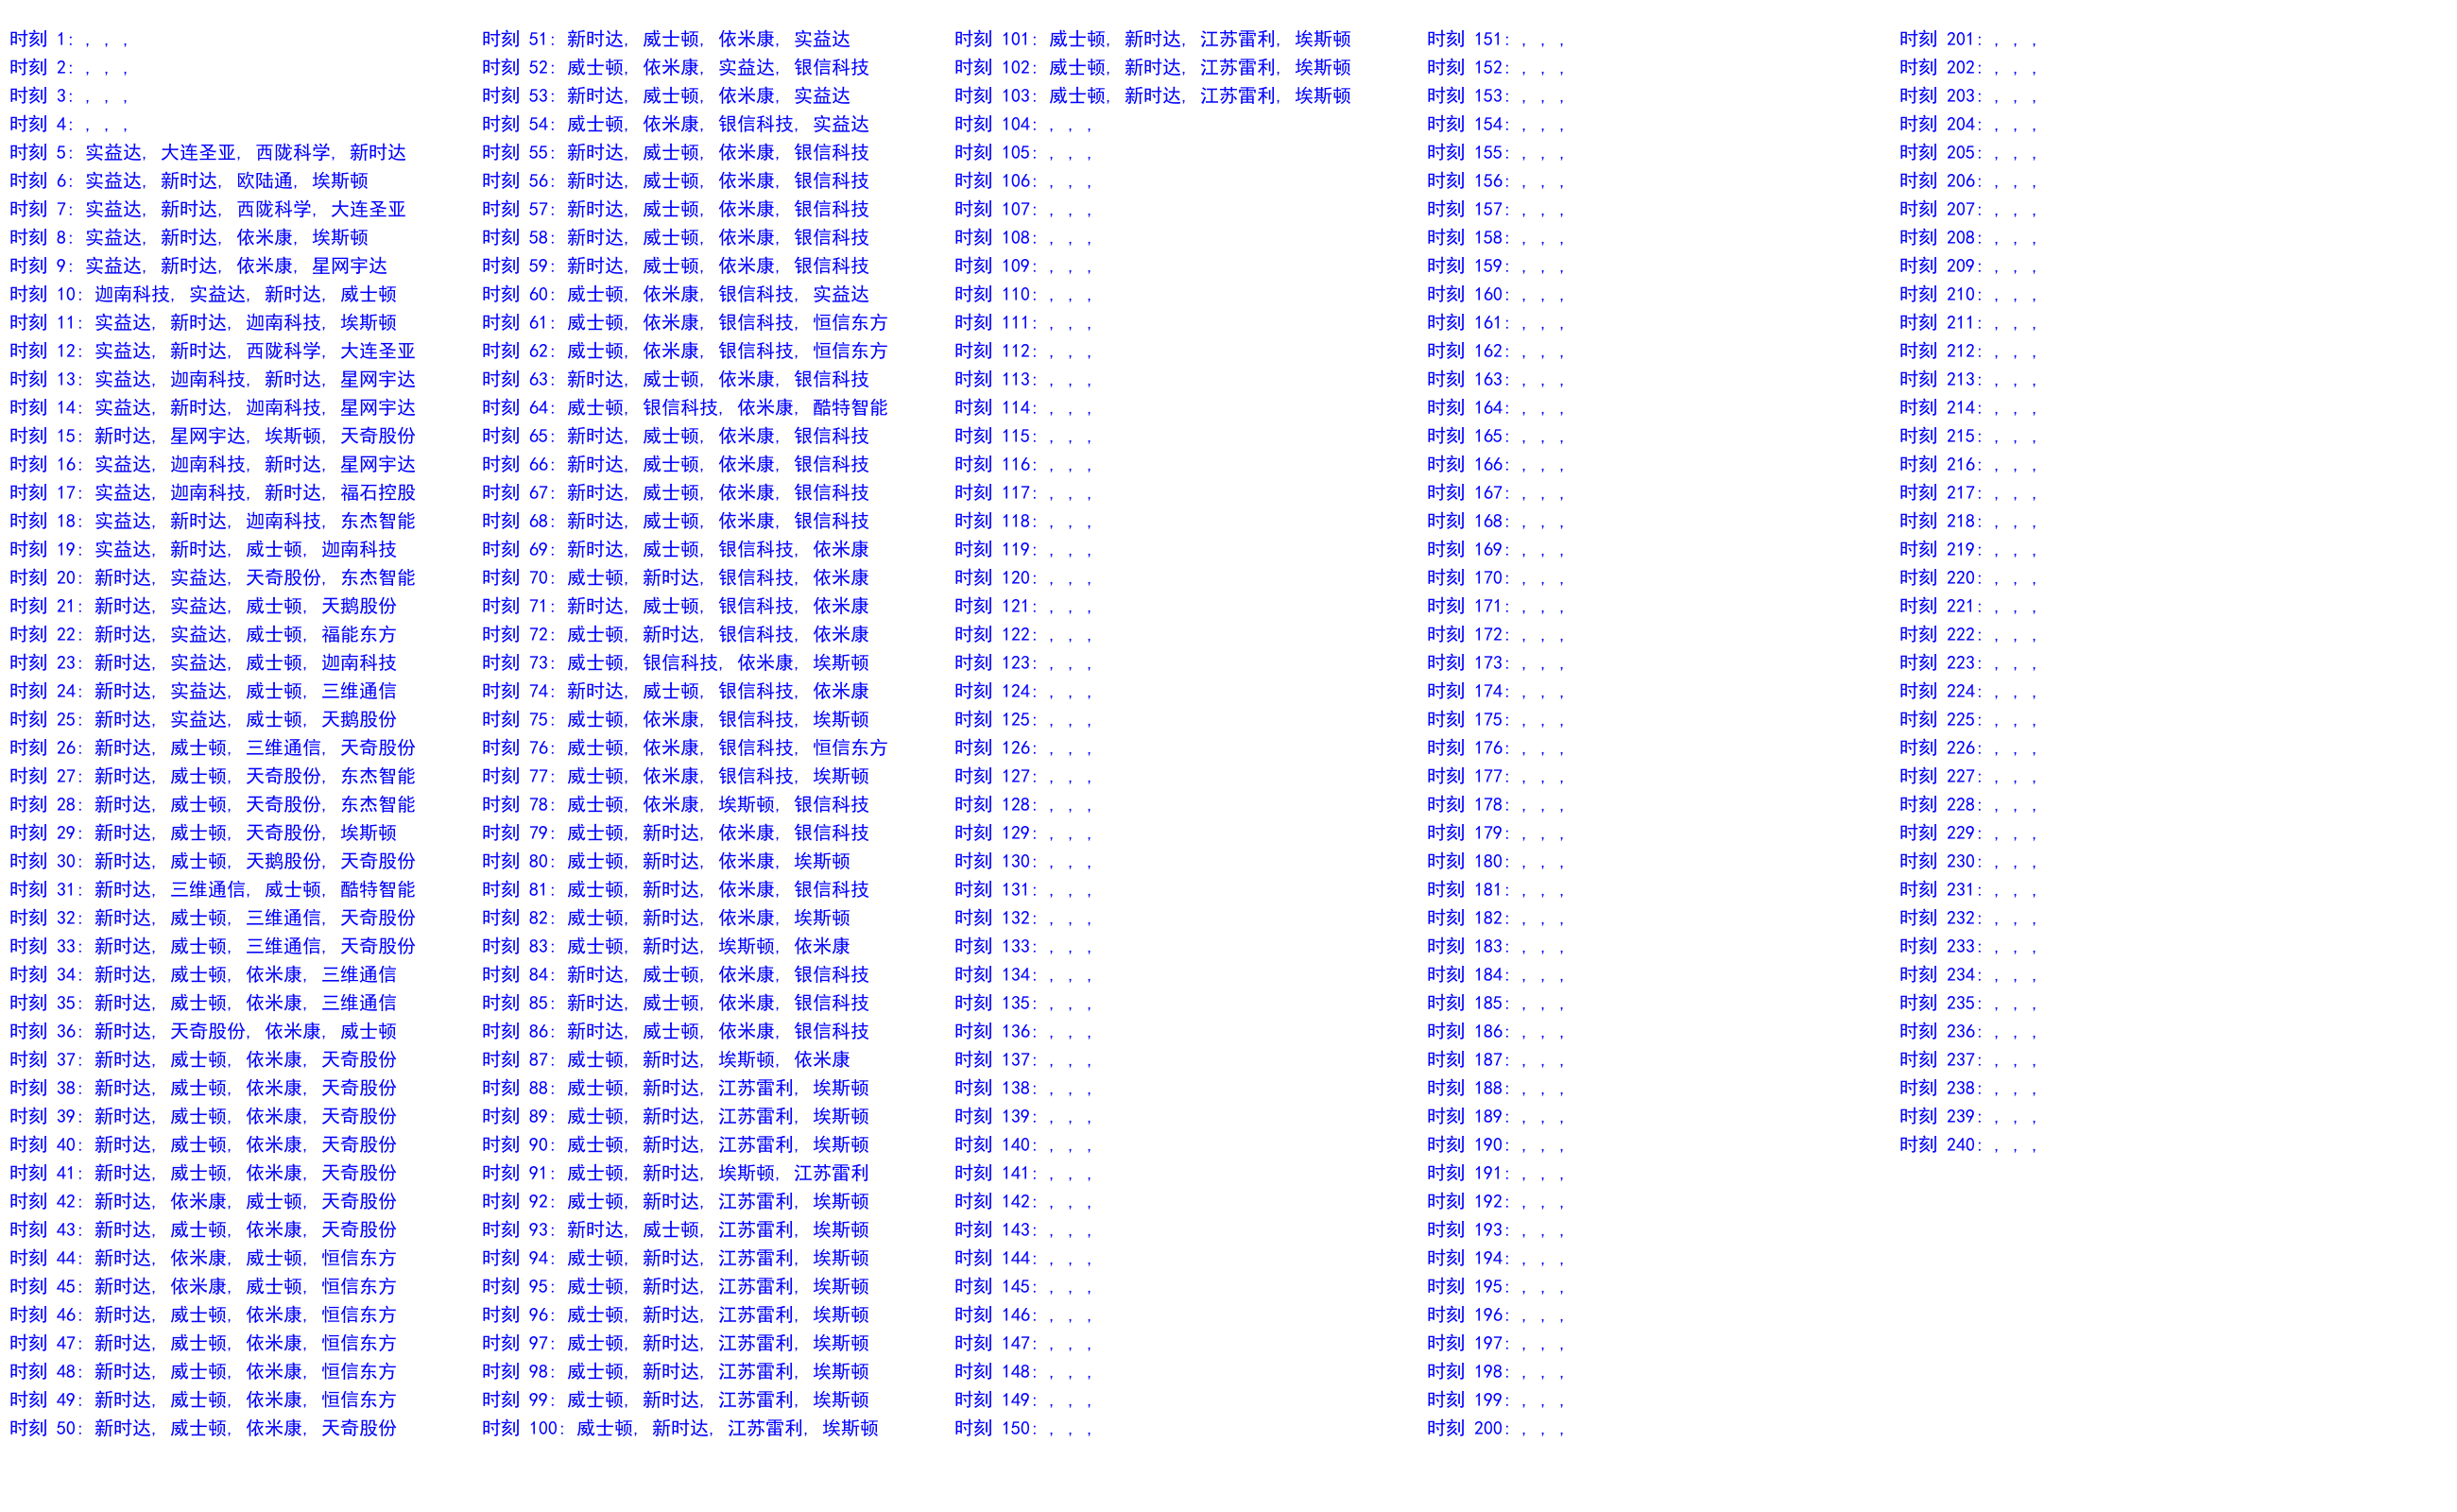 时刻 1: , , ,
时刻 2: , , ,
时刻 3: , , ,
时刻 4: , , ,
时刻 5: 实益达, 大连圣亚, 西陇科学, 新时达
时刻 6: 实益达, 新时达, 欧陆通, 埃斯顿
时刻 7: 实益达, 新时达, 西陇科学, 大连圣亚
时刻 8: 实益达, 新时达, 依米康, 埃斯顿
时刻 9: 实益达, 新时达, 依米康, 星网宇达
时刻 10: 迦南科技, 实益达, 新时达, 威士顿
时刻 11: 实益达, 新时达, 迦南科技, 埃斯顿
时刻 12: 实益达, 新时达, 西陇科学, 大连圣亚
时刻 13: 实益达, 迦南科技, 新时达, 星网宇达
时刻 14: 实益达, 新时达, 迦南科技, 星网宇达
时刻 15: 新时达, 星网宇达, 埃斯顿, 天奇股份
时刻 16: 实益达, 迦南科技, 新时达, 星网宇达
时刻 17: 实益达, 迦南科技, 新时达, 福石控股
时刻 18: 实益达, 新时达, 迦南科技, 东杰智能
时刻 19: 实益达, 新时达, 威士顿, 迦南科技
时刻 20: 新时达, 实益达, 天奇股份, 东杰智能
时刻 21: 新时达, 实益达, 威士顿, 天鹅股份
时刻 22: 新时达, 实益达, 威士顿, 福能东方
时刻 23: 新时达, 实益达, 威士顿, 迦南科技
时刻 24: 新时达, 实益达, 威士顿, 三维通信
时刻 25: 新时达, 实益达, 威士顿, 天鹅股份
时刻 26: 新时达, 威士顿, 三维通信, 天奇股份
时刻 27: 新时达, 威士顿, 天奇股份, 东杰智能
时刻 28: 新时达, 威士顿, 天奇股份, 东杰智能
时刻 29: 新时达, 威士顿, 天奇股份, 埃斯顿
时刻 30: 新时达, 威士顿, 天鹅股份, 天奇股份
时刻 31: 新时达, 三维通信, 威士顿, 酷特智能
时刻 32: 新时达, 威士顿, 三维通信, 天奇股份
时刻 33: 新时达, 威士顿, 三维通信, 天奇股份
时刻 34: 新时达, 威士顿, 依米康, 三维通信
时刻 35: 新时达, 威士顿, 依米康, 三维通信
时刻 36: 新时达, 天奇股份, 依米康, 威士顿
时刻 37: 新时达, 威士顿, 依米康, 天奇股份
时刻 38: 新时达, 威士顿, 依米康, 天奇股份
时刻 39: 新时达, 威士顿, 依米康, 天奇股份
时刻 40: 新时达, 威士顿, 依米康, 天奇股份
时刻 41: 新时达, 威士顿, 依米康, 天奇股份
时刻 42: 新时达, 依米康, 威士顿, 天奇股份
时刻 43: 新时达, 威士顿, 依米康, 天奇股份
时刻 44: 新时达, 依米康, 威士顿, 恒信东方
时刻 45: 新时达, 依米康, 威士顿, 恒信东方
时刻 46: 新时达, 威士顿, 依米康, 恒信东方
时刻 47: 新时达, 威士顿, 依米康, 恒信东方
时刻 48: 新时达, 威士顿, 依米康, 恒信东方
时刻 49: 新时达, 威士顿, 依米康, 恒信东方
时刻 50: 新时达, 威士顿, 依米康, 天奇股份
时刻 51: 新时达, 威士顿, 依米康, 实益达
时刻 52: 威士顿, 依米康, 实益达, 银信科技
时刻 53: 新时达, 威士顿, 依米康, 实益达
时刻 54: 威士顿, 依米康, 银信科技, 实益达
时刻 55: 新时达, 威士顿, 依米康, 银信科技
时刻 56: 新时达, 威士顿, 依米康, 银信科技
时刻 57: 新时达, 威士顿, 依米康, 银信科技
时刻 58: 新时达, 威士顿, 依米康, 银信科技
时刻 59: 新时达, 威士顿, 依米康, 银信科技
时刻 60: 威士顿, 依米康, 银信科技, 实益达
时刻 61: 威士顿, 依米康, 银信科技, 恒信东方
时刻 62: 威士顿, 依米康, 银信科技, 恒信东方
时刻 63: 新时达, 威士顿, 依米康, 银信科技
时刻 64: 威士顿, 银信科技, 依米康, 酷特智能
时刻 65: 新时达, 威士顿, 依米康, 银信科技
时刻 66: 新时达, 威士顿, 依米康, 银信科技
时刻 67: 新时达, 威士顿, 依米康, 银信科技
时刻 68: 新时达, 威士顿, 依米康, 银信科技
时刻 69: 新时达, 威士顿, 银信科技, 依米康
时刻 70: 威士顿, 新时达, 银信科技, 依米康
时刻 71: 新时达, 威士顿, 银信科技, 依米康
时刻 72: 威士顿, 新时达, 银信科技, 依米康
时刻 73: 威士顿, 银信科技, 依米康, 埃斯顿
时刻 74: 新时达, 威士顿, 银信科技, 依米康
时刻 75: 威士顿, 依米康, 银信科技, 埃斯顿
时刻 76: 威士顿, 依米康, 银信科技, 恒信东方
时刻 77: 威士顿, 依米康, 银信科技, 埃斯顿
时刻 78: 威士顿, 依米康, 埃斯顿, 银信科技
时刻 79: 威士顿, 新时达, 依米康, 银信科技
时刻 80: 威士顿, 新时达, 依米康, 埃斯顿
时刻 81: 威士顿, 新时达, 依米康, 银信科技
时刻 82: 威士顿, 新时达, 依米康, 埃斯顿
时刻 83: 威士顿, 新时达, 埃斯顿, 依米康
时刻 84: 新时达, 威士顿, 依米康, 银信科技
时刻 85: 新时达, 威士顿, 依米康, 银信科技
时刻 86: 新时达, 威士顿, 依米康, 银信科技
时刻 87: 威士顿, 新时达, 埃斯顿, 依米康
时刻 88: 威士顿, 新时达, 江苏雷利, 埃斯顿
时刻 89: 威士顿, 新时达, 江苏雷利, 埃斯顿
时刻 90: 威士顿, 新时达, 江苏雷利, 埃斯顿
时刻 91: 威士顿, 新时达, 埃斯顿, 江苏雷利
时刻 92: 威士顿, 新时达, 江苏雷利, 埃斯顿
时刻 93: 新时达, 威士顿, 江苏雷利, 埃斯顿
时刻 94: 威士顿, 新时达, 江苏雷利, 埃斯顿
时刻 95: 威士顿, 新时达, 江苏雷利, 埃斯顿
时刻 96: 威士顿, 新时达, 江苏雷利, 埃斯顿
时刻 97: 威士顿, 新时达, 江苏雷利, 埃斯顿
时刻 98: 威士顿, 新时达, 江苏雷利, 埃斯顿
时刻 99: 威士顿, 新时达, 江苏雷利, 埃斯顿
时刻 100: 威士顿, 新时达, 江苏雷利, 埃斯顿
时刻 101: 威士顿, 新时达, 江苏雷利, 埃斯顿
时刻 102: 威士顿, 新时达, 江苏雷利, 埃斯顿
时刻 103: 威士顿, 新时达, 江苏雷利, 埃斯顿
时刻 104: , , ,
时刻 105: , , ,
时刻 106: , , ,
时刻 107: , , ,
时刻 108: , , ,
时刻 109: , , ,
时刻 110: , , ,
时刻 111: , , ,
时刻 112: , , ,
时刻 113: , , ,
时刻 114: , , ,
时刻 115: , , ,
时刻 116: , , ,
时刻 117: , , ,
时刻 118: , , ,
时刻 119: , , ,
时刻 120: , , ,
时刻 121: , , ,
时刻 122: , , ,
时刻 123: , , ,
时刻 124: , , ,
时刻 125: , , ,
时刻 126: , , ,
时刻 127: , , ,
时刻 128: , , ,
时刻 129: , , ,
时刻 130: , , ,
时刻 131: , , ,
时刻 132: , , ,
时刻 133: , , ,
时刻 134: , , ,
时刻 135: , , ,
时刻 136: , , ,
时刻 137: , , ,
时刻 138: , , ,
时刻 139: , , ,
时刻 140: , , ,
时刻 141: , , ,
时刻 142: , , ,
时刻 143: , , ,
时刻 144: , , ,
时刻 145: , , ,
时刻 146: , , ,
时刻 147: , , ,
时刻 148: , , ,
时刻 149: , , ,
时刻 150: , , ,
时刻 151: , , ,
时刻 152: , , ,
时刻 153: , , ,
时刻 154: , , ,
时刻 155: , , ,
时刻 156: , , ,
时刻 157: , , ,
时刻 158: , , ,
时刻 159: , , ,
时刻 160: , , ,
时刻 161: , , ,
时刻 162: , , ,
时刻 163: , , ,
时刻 164: , , ,
时刻 165: , , ,
时刻 166: , , ,
时刻 167: , , ,
时刻 168: , , ,
时刻 169: , , ,
时刻 170: , , ,
时刻 171: , , ,
时刻 172: , , ,
时刻 173: , , ,
时刻 174: , , ,
时刻 175: , , ,
时刻 176: , , ,
时刻 177: , , ,
时刻 178: , , ,
时刻 179: , , ,
时刻 180: , , ,
时刻 181: , , ,
时刻 182: , , ,
时刻 183: , , ,
时刻 184: , , ,
时刻 185: , , ,
时刻 186: , , ,
时刻 187: , , ,
时刻 188: , , ,
时刻 189: , , ,
时刻 190: , , ,
时刻 191: , , ,
时刻 192: , , ,
时刻 193: , , ,
时刻 194: , , ,
时刻 195: , , ,
时刻 196: , , ,
时刻 197: , , ,
时刻 198: , , ,
时刻 199: , , ,
时刻 200: , , ,
时刻 201: , , ,
时刻 202: , , ,
时刻 203: , , ,
时刻 204: , , ,
时刻 205: , , ,
时刻 206: , , ,
时刻 207: , , ,
时刻 208: , , ,
时刻 209: , , ,
时刻 210: , , ,
时刻 211: , , ,
时刻 212: , , ,
时刻 213: , , ,
时刻 214: , , ,
时刻 215: , , ,
时刻 216: , , ,
时刻 217: , , ,
时刻 218: , , ,
时刻 219: , , ,
时刻 220: , , ,
时刻 221: , , ,
时刻 222: , , ,
时刻 223: , , ,
时刻 224: , , ,
时刻 225: , , ,
时刻 226: , , ,
时刻 227: , , ,
时刻 228: , , ,
时刻 229: , , ,
时刻 230: , , ,
时刻 231: , , ,
时刻 232: , , ,
时刻 233: , , ,
时刻 234: , , ,
时刻 235: , , ,
时刻 236: , , ,
时刻 237: , , ,
时刻 238: , , ,
时刻 239: , , ,
时刻 240: , , ,